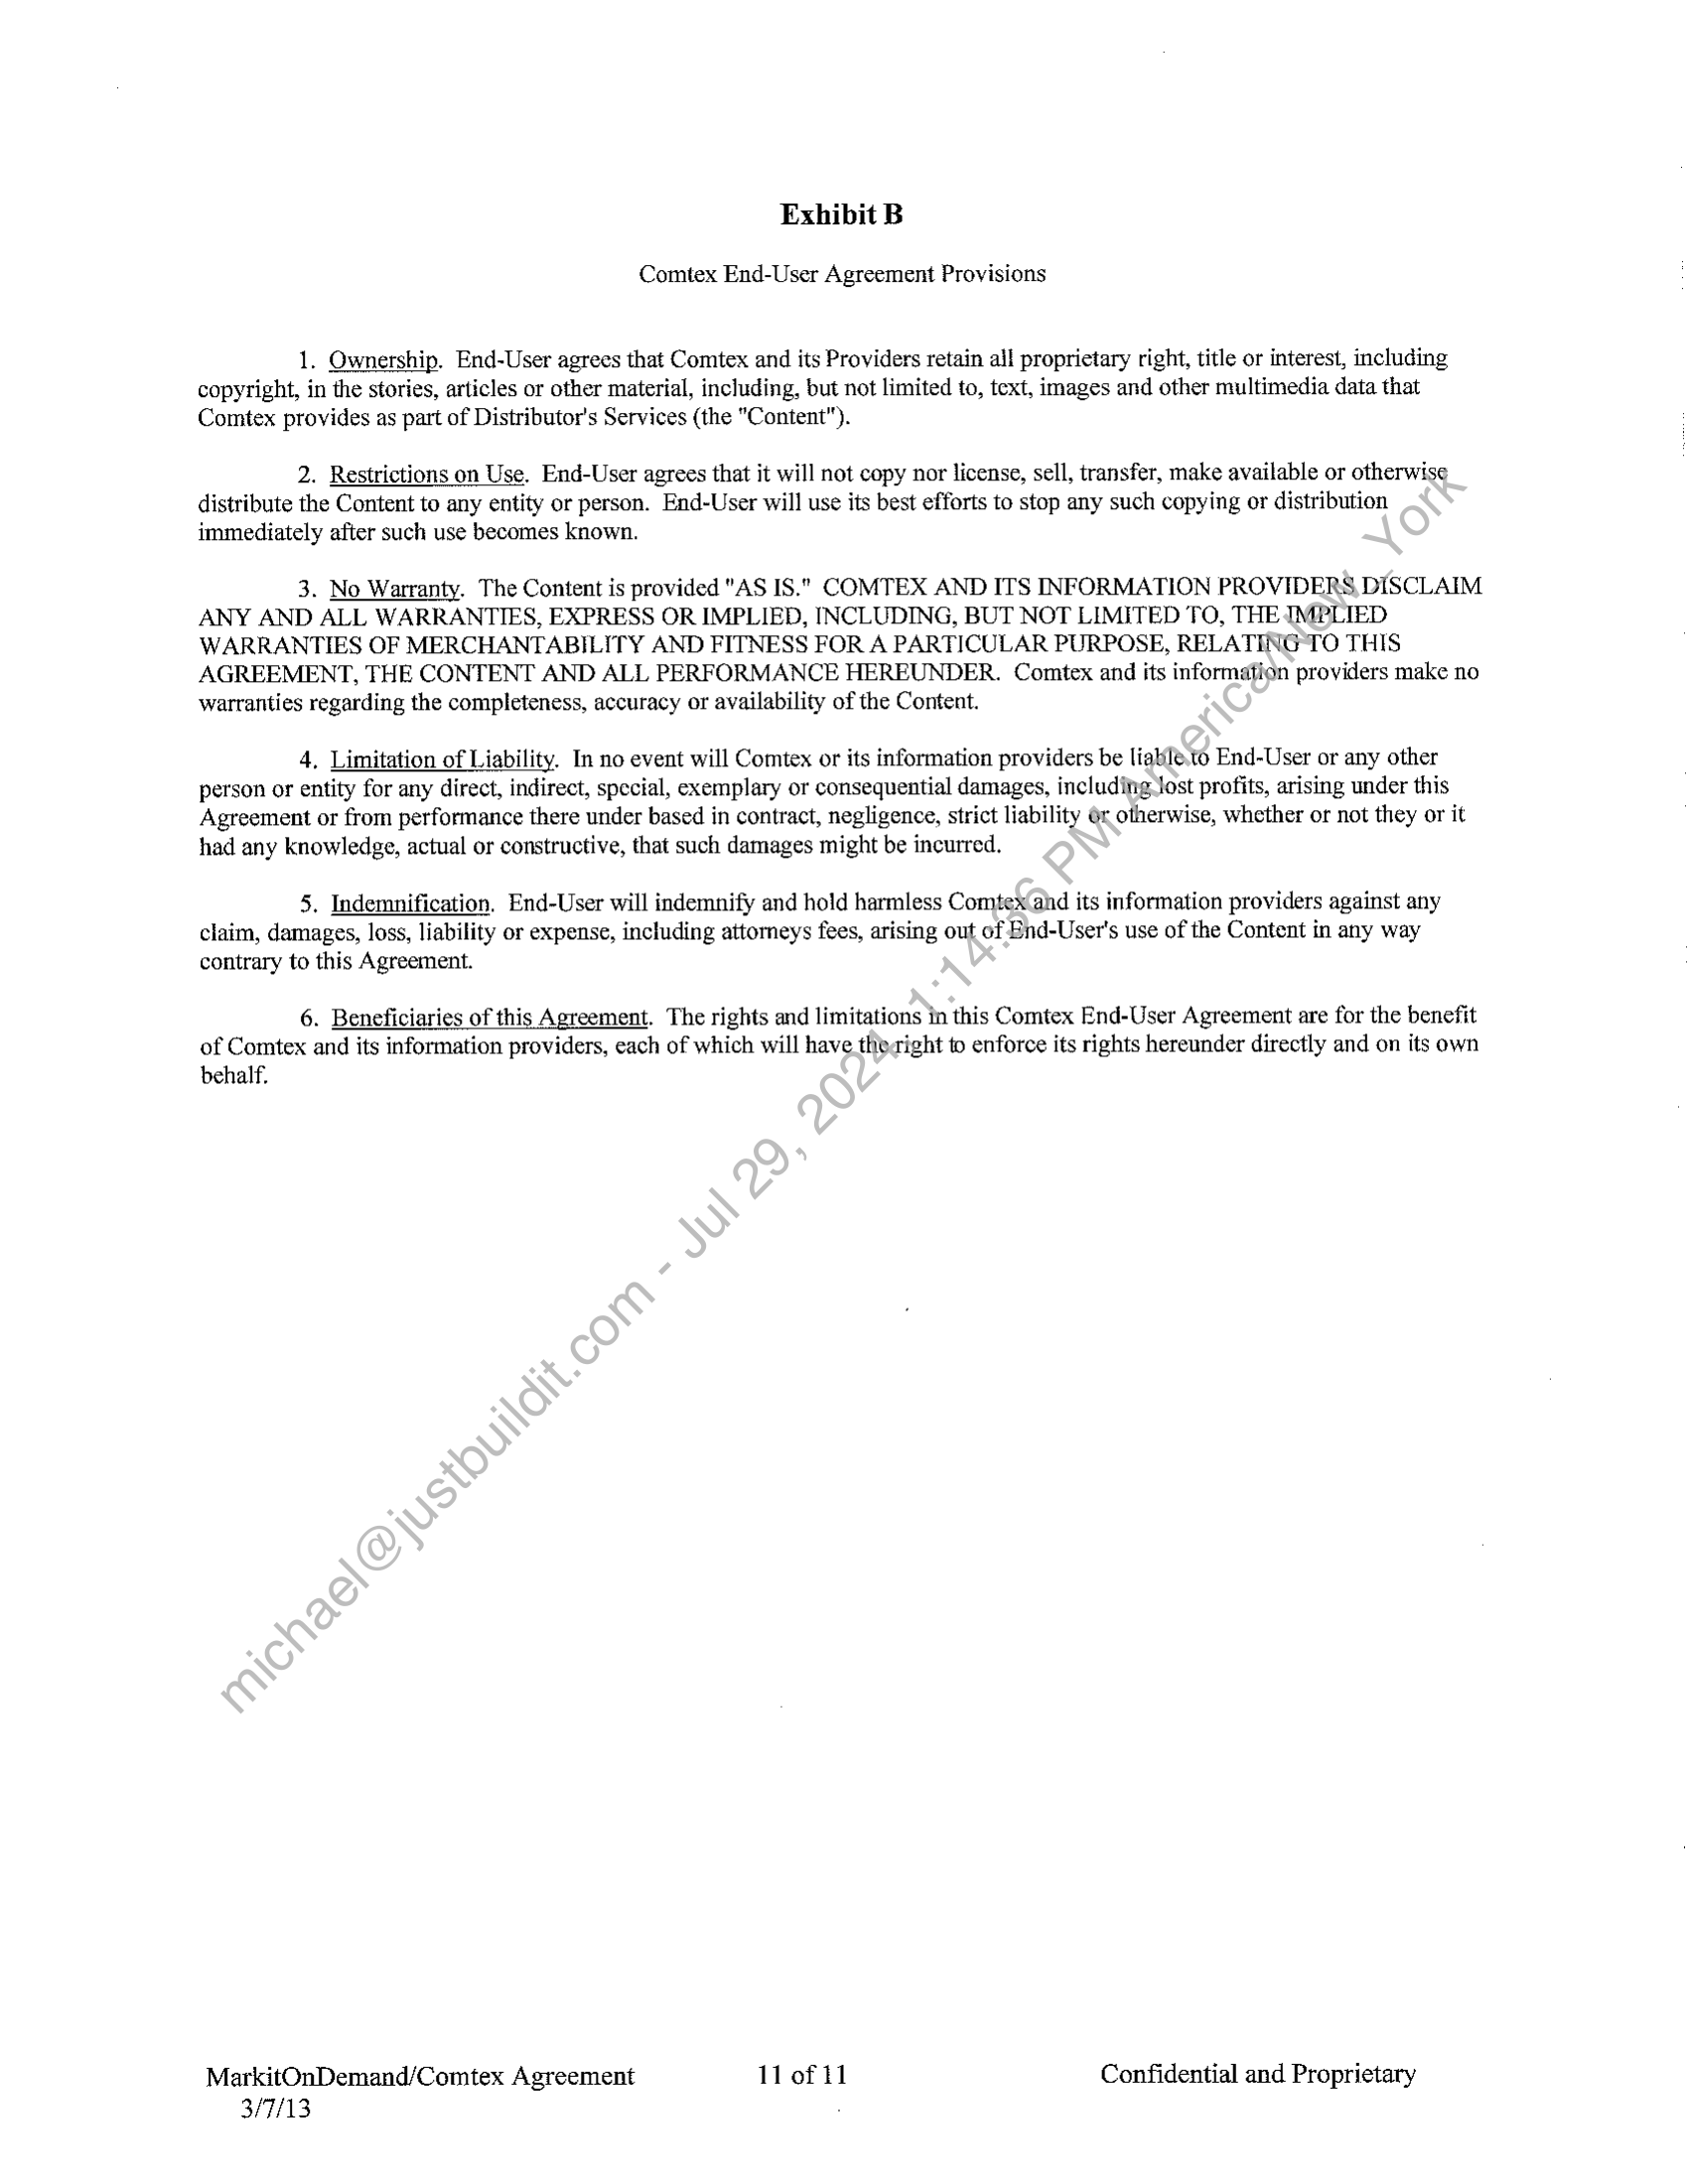 Exhibit B
Comtex End-User Agreement Provisions
1. Ownership. End-User agrees that Comtex and its Providers retain all proprietary right, title or interest, including
copyright, in the stories, articles or other material, including, but not limited to, text, images and other multimedia data that
Comtex provides as part of Distributor's Services (the "Content").
2. Restrictions on Use. End-User agrees that it will not copy nor license, sell, transfer, make available or otherwise
distribute the Content to any entity or person. End-User will use its best efforts to stop any such copying or distribution
immediately after such use becomes known.
3. No Warranty. The Content is provided "AS IS." COMTEX AND ITS INFORMATION PROVIDERS DISCLAIM
ANY AND ALL WARRANTIES, EXPRESS OR IMPLIED, INCLUDING, BUT NOT LIMITED TO, THE IMPLIED
WARRANTIES OF MERCHANTABILITY AND FITNESS FOR A PARTICULAR PURPOSE, RELATING TO THIS
AGREEMENT, THE CONTENT AND ALL PERFORMANCE HEREUNDER. Comtex and its information providers make no
warranties regarding the completeness, accuracy or availability of the Content.
4. Limitation of Liability. In no event will Comtex or its information providers be liable to End-User or any other
person or entity for any direct, indirect, special, exemplary or consequential damages, including lost profits, arising under this
Agreement or from performance there under based in contract, negligence, strict liability or otherwise, whether or not they or it
had any knowledge, actual or constructive, that such damages might be incurred.
5. Indemnification. End-User will indemnify and hold harmless Comtex and its information providers against any
claim, damages, loss, liability or expense, including attorneys fees, arising out of End-User's use of the Content in any way
contrary to this Agreement.
6. Beneficiaries of this Agreement. The rights and limitations in this Comtex End-User Agreement are for the benefit
of Comtex and its information providers, each of which will have the right to enforce its rights hereunder directly and on its own
behalf.
michael@justbuildit.com - Jul 29, 2024, 1:14:36 PM America/New_York
MarkitOnDemand/Comtex Agreement 11 of 11 Confidential and Proprietary
3/7/13